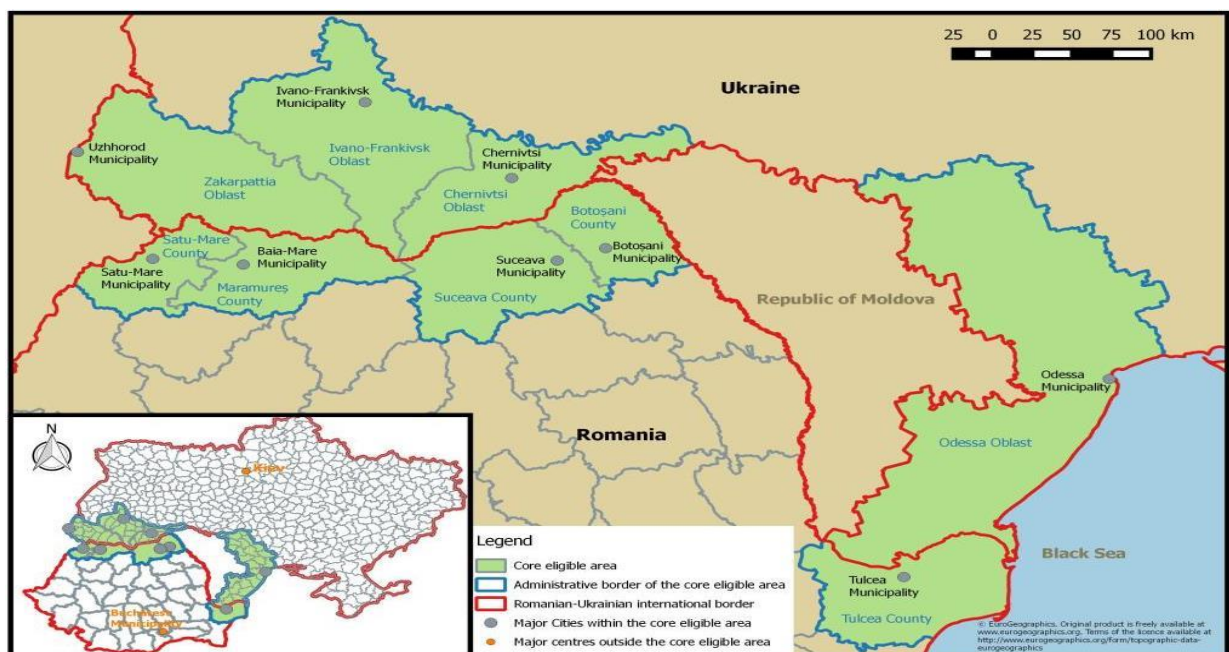 25 0 25 50 75 100 km
Ukraine
Ivano-Frankivsk
Municipality
Uzhhorod
Municipality
Ivano-Frankivsk
Oblast
Chernivtsi
Municipality
Zakarpattia
Oblast
Chernivtsi
Oblast
Botoșani
County
Satu-Mare
County
Baia-Mare
Municipality
Satu-Mare
Municipality
Maramureș
County
Suceava
Municipality
Botoșani
Municipality
Suceava County
Republic of Moldova
Odessa
Municipality
Romania
Odessa Oblast
Black Sea
Tulcea
Municipality
Tulcea County
N
Kiev
Bucharest
Municipality
Legend
Core eligible area
Administrative border of the core eligible area
Romanian-Ukrainian international border
Major Cities within the core eligible area
Major centres outside the core eligible area
© EuroGeographics. Original product is freely available at
www.eurogeographics.org. Terms of the licence available at
http://www.eurogeographics.org/form/topographic-data-
eurogeographics